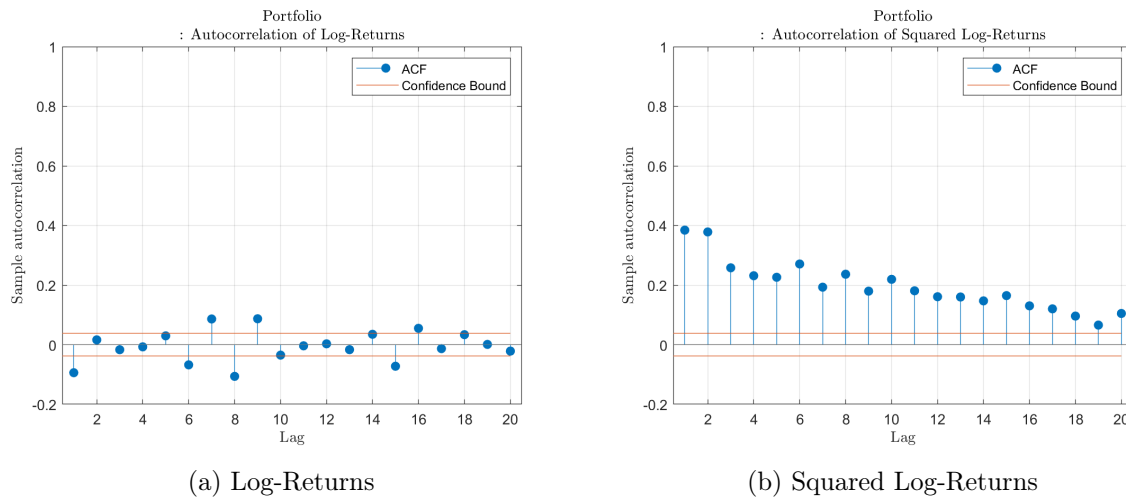 Portfolio
: Autocorrelation of Log-Returns
1
0.8
0.6
0.4
0.2
0
-0.2
Sample autocorrelation
ACF
Confidence Bound
2 4 6 8 10 12 14 16 18 20
Lag
(a) Log-Returns
Portfolio
: Autocorrelation of Squared Log-Returns
1
0.8
0.6
0.4
0.2
0
-0.2
Sample autocorrelation
ACF
Confidence Bound
2 4 6 8 10 12 14 16 18 20
Lag
(b) Squared Log-Returns